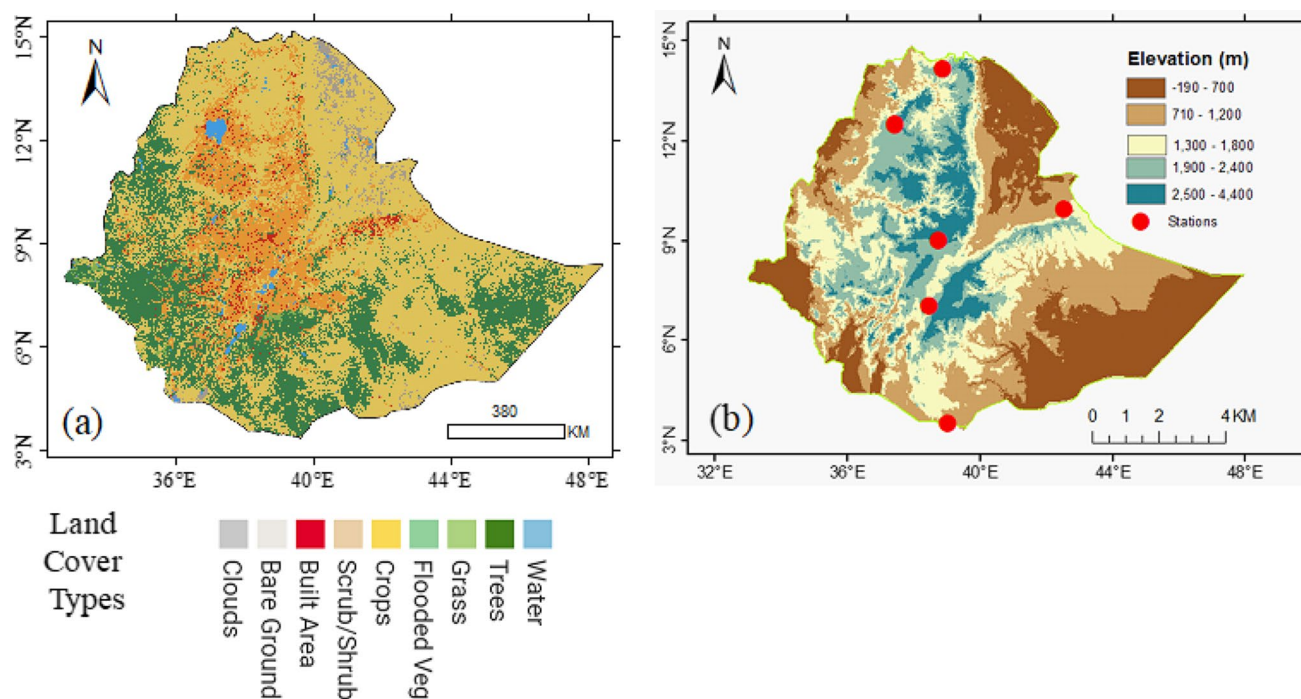 N
15°N
12°N
9°N
6°N
3°N
36°E
40°E
44°E
48°E
(a)
380
KM
N
Elevation (m)
-190 - 700
710 - 1,200
1,300 - 1,800
1,900 - 2,400
2,500 - 4,400
Stations
15°N
12°N
9°N
6°N
3°N
(b)
0 1 2 4 KM
32°E
36°E
40°E
44°E
48°E
Land
Cover
Types
Clouds
Bare Ground
Built Area
Scrub/Shrub
Crops
Flooded Veg
Grass
Trees
Water